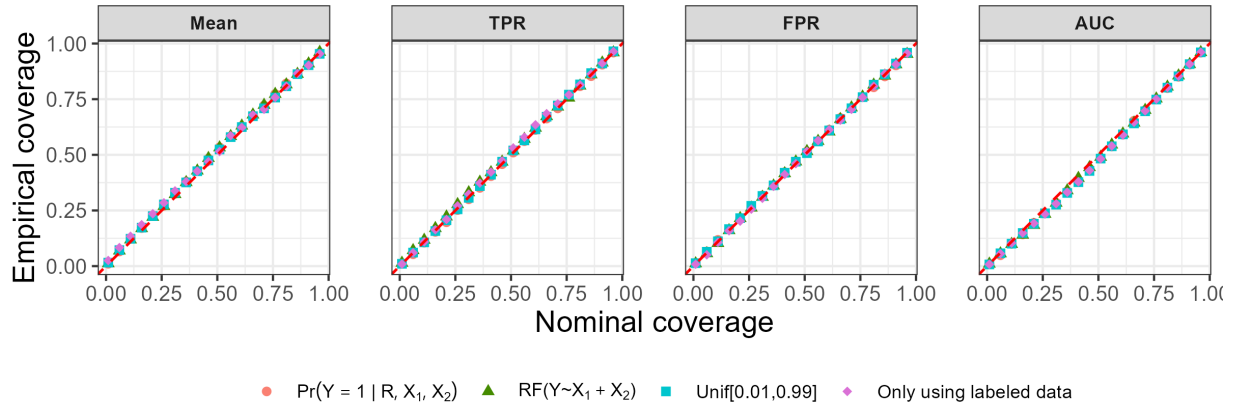 Mean TPR FPR AUC
Empirical coverage
1.00
0.75
0.50
0.25
0.00
0.00 0.25 0.50 0.75 1.00 0.00 0.25 0.50 0.75 1.00 0.00 0.25 0.50 0.75 1.00 0.00 0.25 0.50 0.75 1.00
Nominal coverage
Pr(Y = 1 | R, X₁, X₂) RF(Y~X₁ + X₂) Unif[0.01,0.99] Only using labeled data